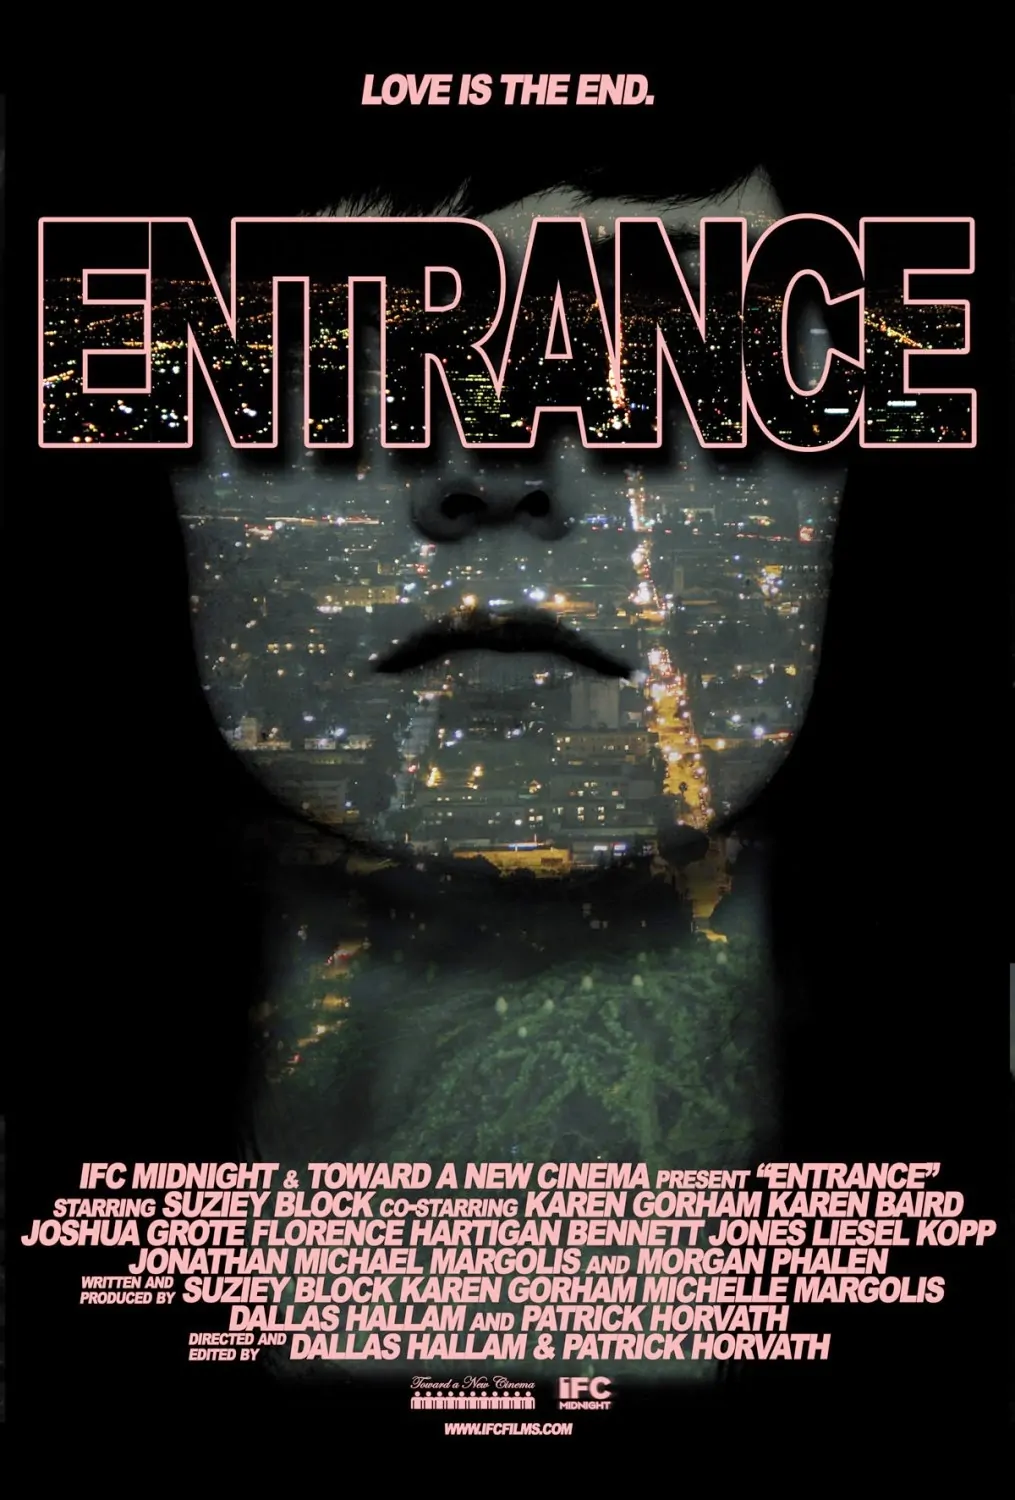 LOVE IS THE END.
ENTRANCE
IFC MIDNIGHT & TOWARD A NEW CINEMA PRESENT “ENTRANCE”
STARRING SUZIEY BLOCK CO-STARRING KAREN GORHAM KAREN BAIRD
JOSHUA GROTE FLORENCE HARTIGAN BENNETT JONES LIESEL KOPP
JONATHAN MICHAEL MARGOLIS AND MORGAN PHALEN
WRITTEN AND PRODUCED BY SUZIEY BLOCK KAREN GORHAM MICHELLE MARGOLIS
DALLAS HALLAM AND PATRICK HORVATH
DIRECTED AND EDITED BY DALLAS HALLAM & PATRICK HORVATH
Toward a New Cinema
IFC
MIDNIGHT
WWW.IFCFILMS.COM